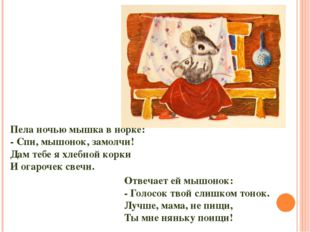 Пела ночью мышка в норке:
- Спи, мышонок, замолчи!
Дам тебе я хлебной корки
И огарочек свечи.
Отвечает ей мышонок:
- Голосок твой слишком тонок.
Лучше, мама, не пищи,
Ты мне няньку поищи!